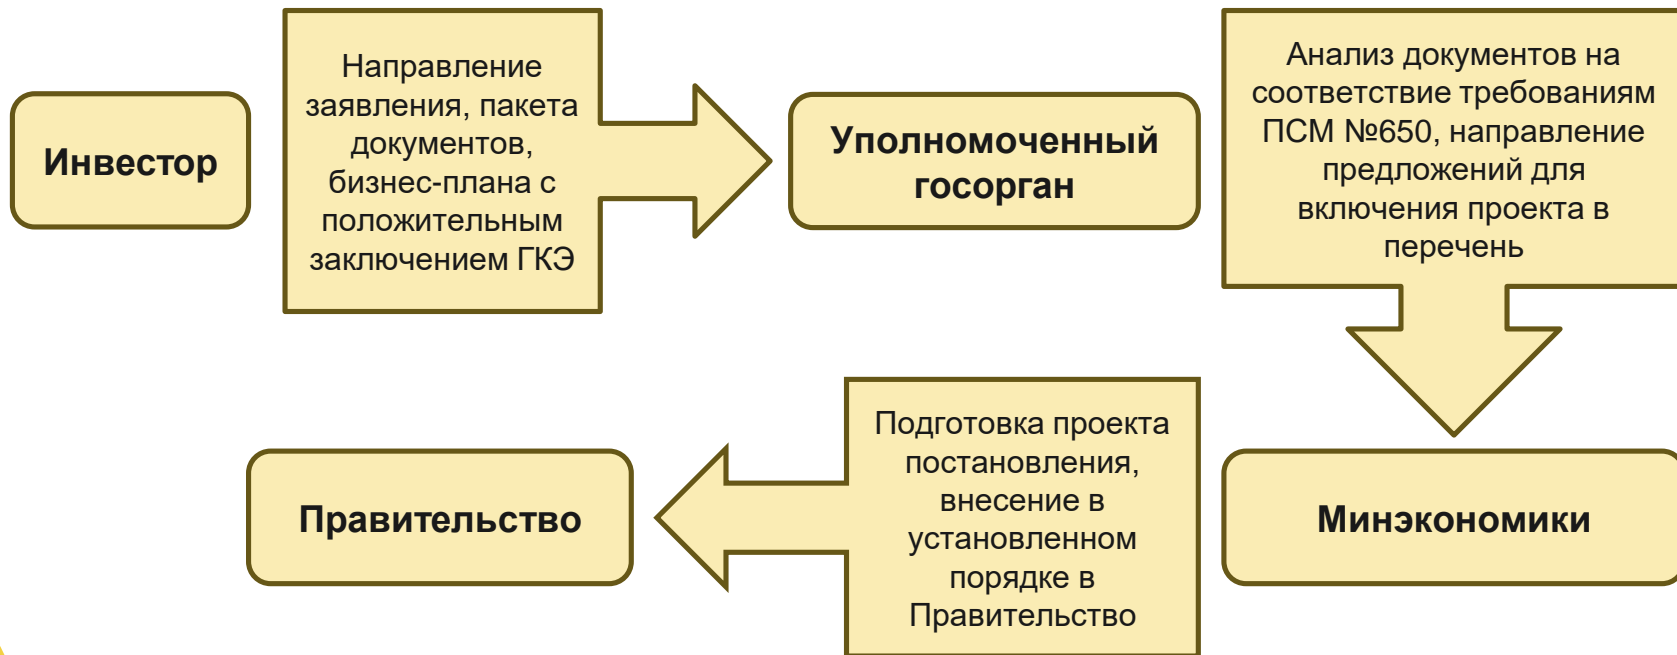 Инвестор
Направление
заявления, пакета
документов,
бизнес-плана с
положительным
заключением ГКЭ
Уполномоченный
госорган
Анализ документов на
соответствие требованиям
ПСМ №650, направление
предложений для
включения проекта в
перечень
Минэкономики
Подготовка проекта
постановления,
внесение в
установленном
порядке в
Правительство
Правительство